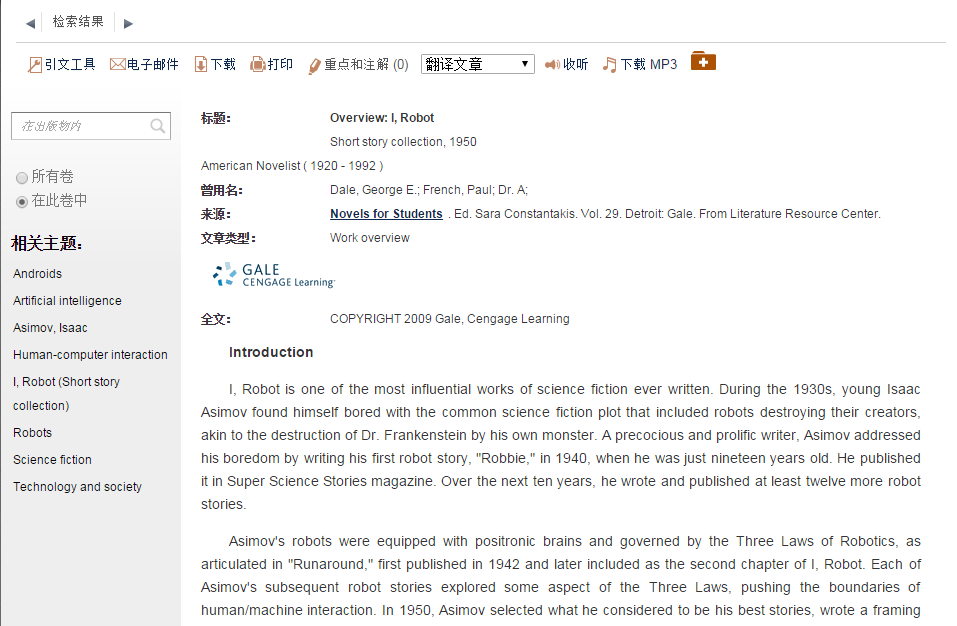 检索结果
引文工具 电子邮件 下载 打印 重点和注解 (0) 翻译文章 收听 下载 MP3
在出版物内
所有卷
在此卷中
相关主题:
Androids
Artificial intelligence
Asimov, Isaac
Human-computer interaction
I, Robot (Short story
collection)
Robots
Science fiction
Technology and society
标题: Overview: I, Robot
Short story collection, 1950
American Novelist ( 1920 - 1992 )
曾用名: Dale, George E.; French, Paul; Dr. A;
来源: Novels for Students . Ed. Sara Constantakis. Vol. 29. Detroit: Gale. From Literature Resource Center.
文章类型: Work overview
GALE
CENGAGE Learning
全文: COPYRIGHT 2009 Gale, Cengage Learning
Introduction
I, Robot is one of the most influential works of science fiction ever written. During the 1930s, young Isaac
Asimov found himself bored with the common science fiction plot that included robots destroying their creators,
akin to the destruction of Dr. Frankenstein by his own monster. A precocious and prolific writer, Asimov addressed
his boredom by writing his first robot story, "Robbie," in 1940, when he was just nineteen years old. He published
it in Super Science Stories magazine. Over the next ten years, he wrote and published at least twelve more robot
stories.
Asimov's robots were equipped with positronic brains and governed by the Three Laws of Robotics, as
articulated in "Runaround," first published in 1942 and later included as the second chapter of I, Robot. Each of
Asimov's subsequent robot stories explored some aspect of the Three Laws, pushing the boundaries of
human/machine interaction. In 1950, Asimov selected what he considered to be his best stories, wrote a framing